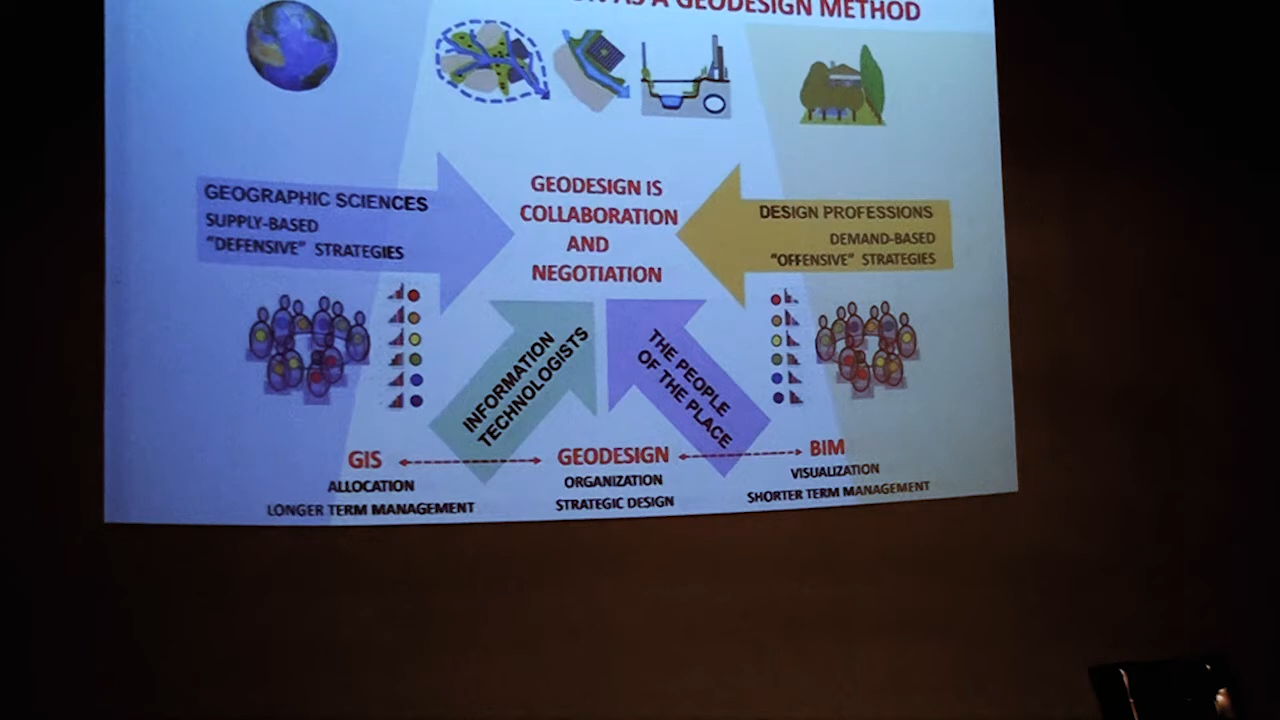 AS A GEODESIGN METHOD
GEOGRAPHIC SCIENCES
SUPPLY-BASED
"DEFENSIVE" STRATEGIES
GEODESIGN IS
COLLABORATION
AND
NEGOTIATION
DESIGN PROFESSIONS
DEMAND-BASED
"OFFENSIVE" STRATEGIES
INFORMATION
TECHNOLOGISTS
THE PEOPLE
OF THE PLACE
GIS
ALLOCATION
LONGER TERM MANAGEMENT
GEODESIGN
ORGANIZATION
STRATEGIC DESIGN
BIM
VISUALIZATION
SHORTER TERM MANAGEMENT